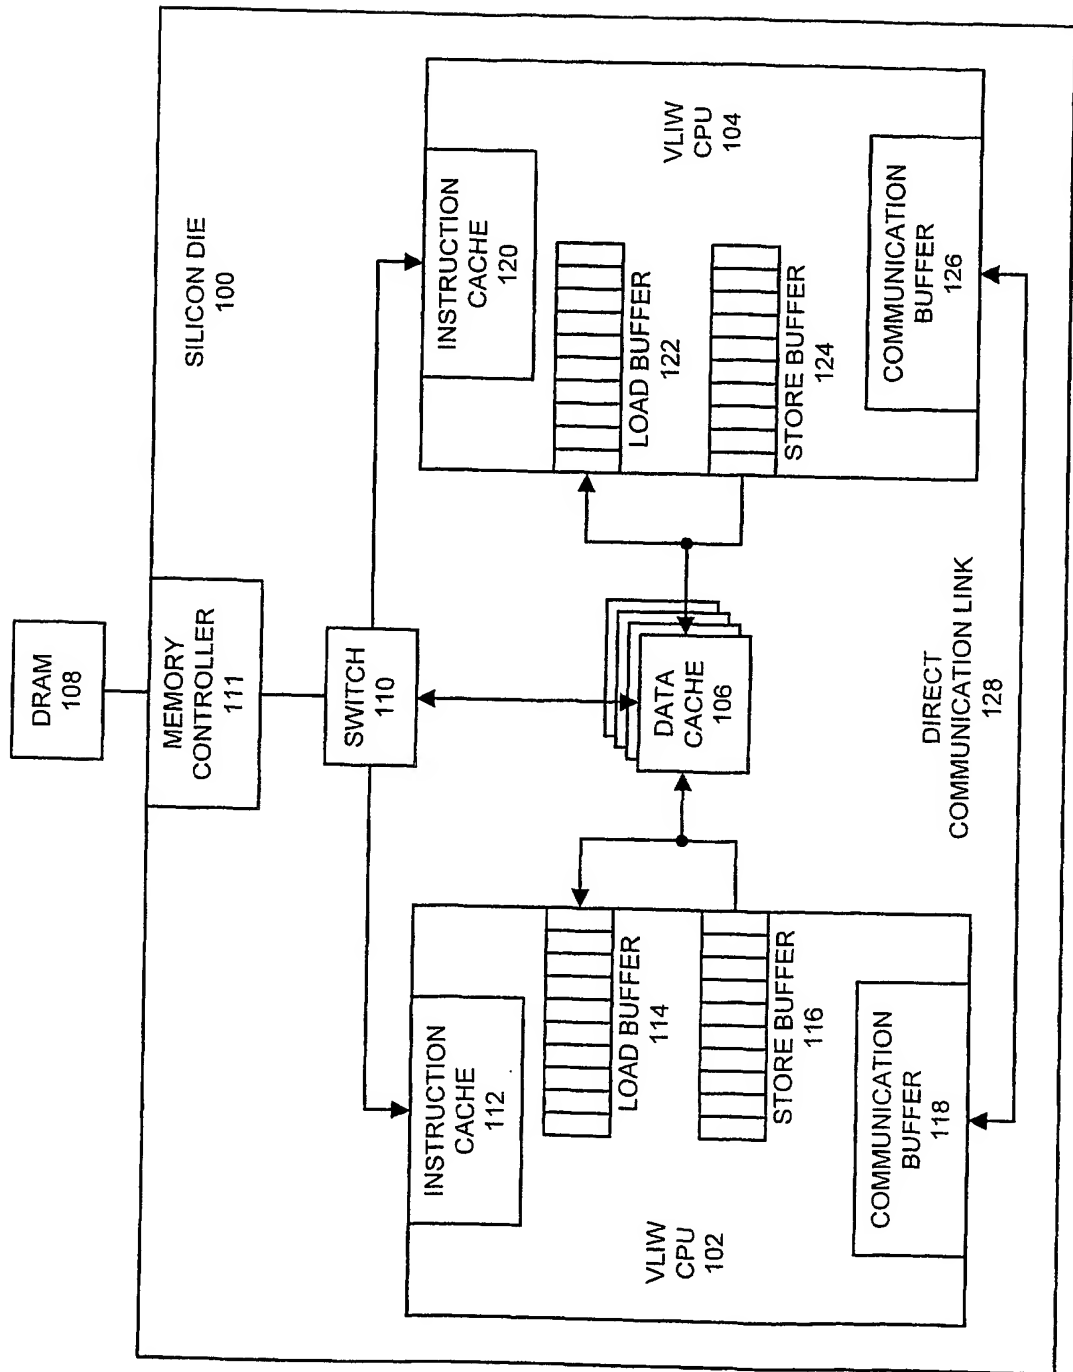 DRAM
108
MEMORY
CONTROLLER
111
SILICON DIE
100
SWITCH
110
INSTRUCTION
CACHE
112
LOAD BUFFER
114
STORE BUFFER
116
VLIW
CPU
102
COMMUNICATION
BUFFER
118
DATA
CACHE
106
INSTRUCTION
CACHE
120
LOAD BUFFER
122
STORE BUFFER
124
VLIW
CPU
104
COMMUNICATION
BUFFER
126
DIRECT
COMMUNICATION LINK
128